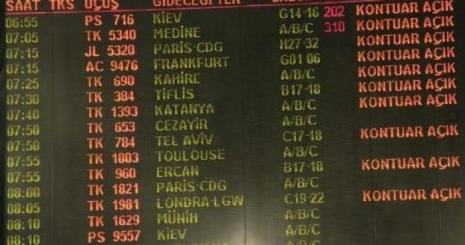 SAAT TKS UÇUŞ GİDECEĞİ YER
06:55 PS 716 KİEV G14-16 202 KONTUAR AÇIK
07:05 TK 5340 MEDİNE A/B/C 310 KONTUAR AÇIK
07:15 JL 5320 PARİS-CDG H27-32 KONTUAR AÇIK
07:15 AC 9476 FRANKFURT G01-06 KONTUAR AÇIK
07:25 TK 690 KAHİRE A/B/C KONTUAR AÇIK
07:30 TK 384 TİFLİS B17-18 KONTUAR AÇIK
07:40 TK 1393 KATANYA A/B/C KONTUAR AÇIK
07:50 TK 653 CEZAYİR A/B/C
07:50 TK 784 TEL AVİV C17-18 KONTUAR AÇIK
07:55 TK 1803 TOULOUSE A/B/C
07:55 TK 960 ERCAN B17-18 KONTUAR AÇIK
08:00 TK 1821 PARİS-CDG A/B/C
08:05 TK 1981 LONDRA-LGW C19-22 KONTUAR AÇIK
08:10 TK 1629 MÜNİH A/B/C
PS 9557 KİEV A/B/C